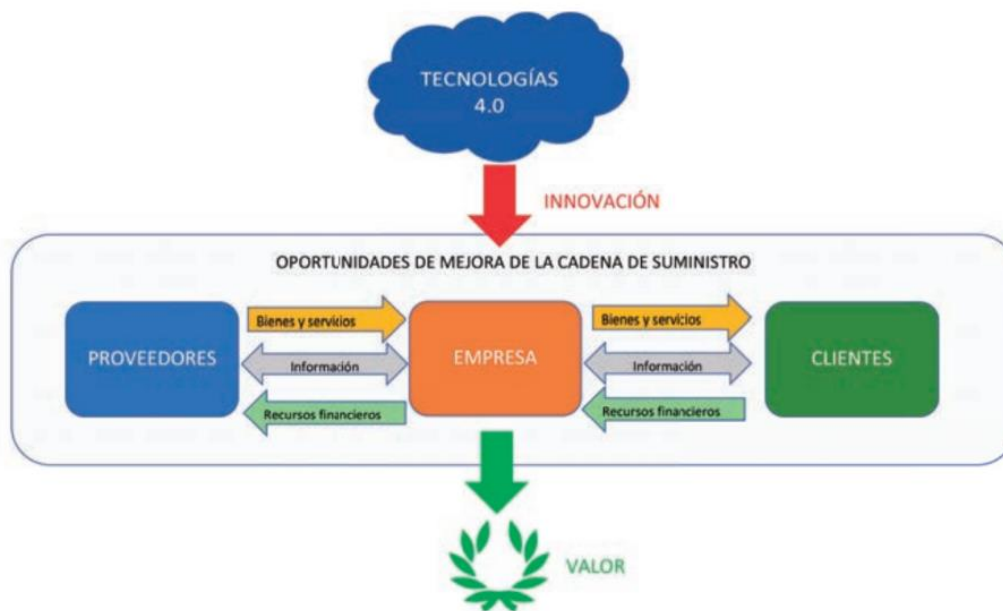 TECNOLOGÍAS
4.0
INNOVACIÓN
OPORTUNIDADES DE MEJORA DE LA CADENA DE SUMINISTRO
PROVEEDORES
Bienes y servicios
Información
Recursos financieros
EMPRESA
Bienes y servicios
Información
Recursos financieros
CLIENTES
VALOR